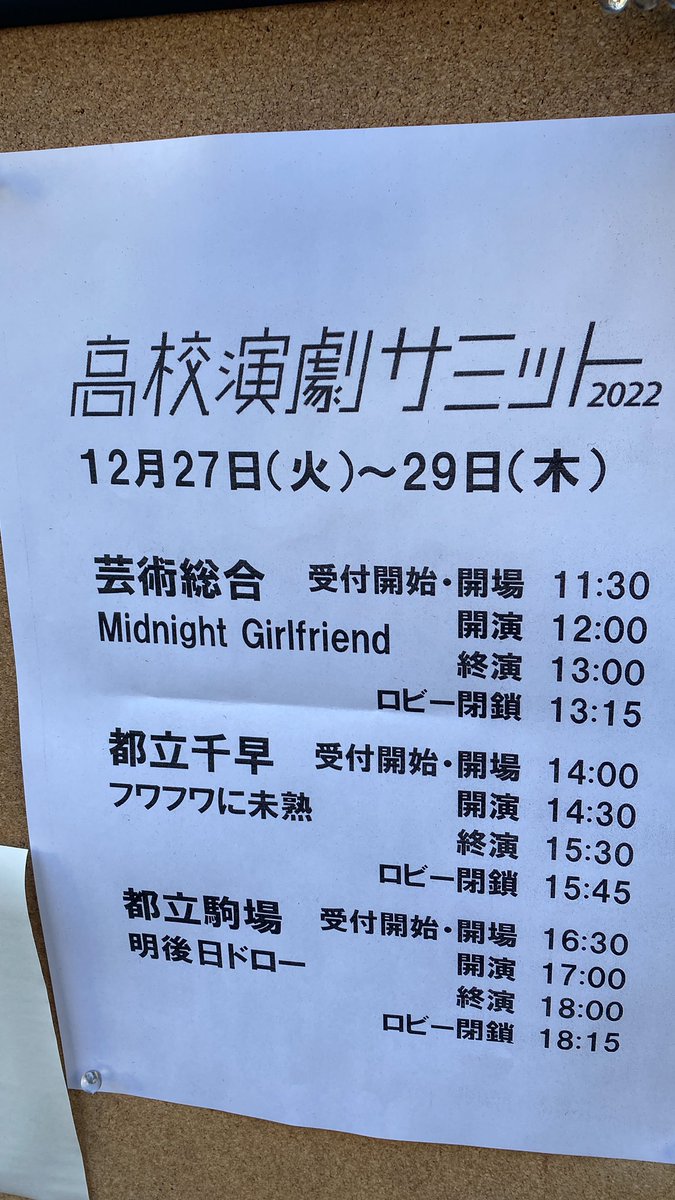 高校演劇サミット2022
12月27日(火)～29日(木)
芸術総合 受付開始・開場 11:30
Midnight Girlfriend 開演 12:00
終演 13:00
ロビー閉鎖 13:15
都立千早 受付開始・開場 14:00
フワフワに未熟 開演 14:30
終演 15:30
ロビー閉鎖 15:45
都立駒場 受付開始・開場 16:30
明後日ドロー 開演 17:00
終演 18:00
ロビー閉鎖 18:15